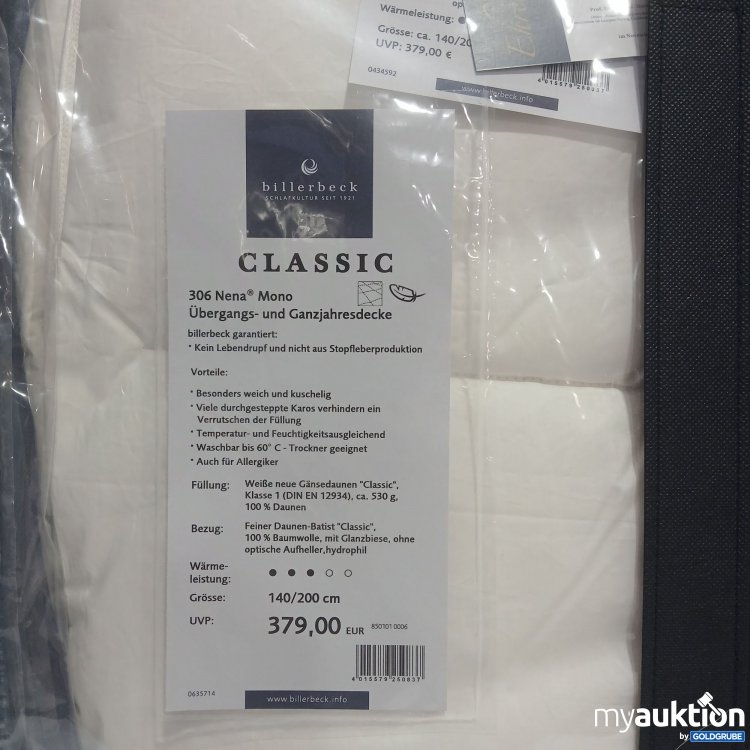 op
Wärmeleistung: ●
Grösse: ca. 140/20
UVP: 379,00 €
0434592
4 015579 250837
www.billerbeck.info
billerbeck
SCHLAFKULTUR SEIT 1921
CLASSIC
306 Nena® Mono
Übergangs- und Ganzjahresdecke
billerbeck garantiert:
• Kein Lebendrupf und nicht aus Stopfleberproduktion
Vorteile:
• Besonders weich und kuschelig
• Viele durchgesteppte Karos verhindern ein
Verrutschen der Füllung
• Temperatur- und Feuchtigkeitsausgleichend
• Waschbar bis 60° C - Trockner geeignet
• Auch für Allergiker
Füllung: Weiße neue Gänsedaunen "Classic",
Klasse 1 (DIN EN 12934), ca. 530 g,
100 % Daunen
Bezug: Feiner Daunen-Batist "Classic",
100 % Baumwolle, mit Glanzbiese, ohne
optische Aufheller,hydrophil
Wärme-
leistung: ● ● ● ○ ○
Grösse: 140/200 cm
UVP: 379,00 EUR 850101 0006
4 015579 250837
0635714
www.billerbeck.info
myauktion
by GOLDGRUBE